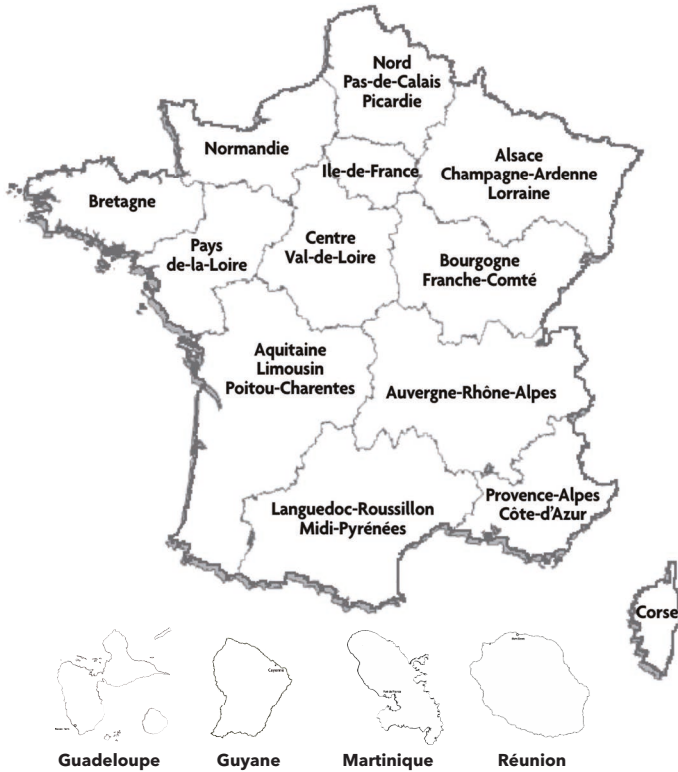 Nord
Pas-de-Calais
Picardie
Normandie
Ile-de-France
Alsace
Champagne-Ardenne
Lorraine
Bretagne
Pays
de-la-Loire
Centre
Val-de-Loire
Bourgogne
Franche-Comté
Aquitaine
Limousin
Poitou-Charentes
Auvergne-Rhône-Alpes
Languedoc-Roussillon
Midi-Pyrénées
Provence-Alpes
Côte-d'Azur
Corse
Cayenne
Guadeloupe
Guyane
Martinique
Réunion